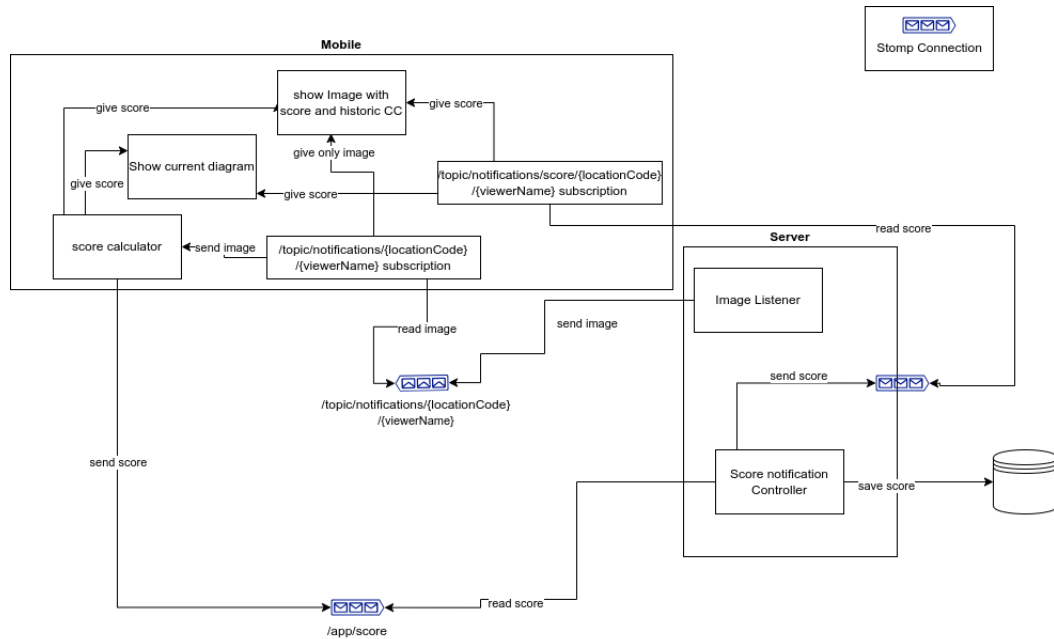 Stomp Connection
Mobile
show Image with
score and historic CC
give score
give score
give only image
Show current diagram
give score
give score
/topic/notifications/score/{locationCode}
/{viewerName} subscription
score calculator
send image
/topic/notifications/{locationCode}
/{viewerName} subscription
read score
Server
Image Listener
read image
send image
send score
/topic/notifications/{locationCode}
/{viewerName}
send score
Score notification
Controller
save score
read score
/app/score